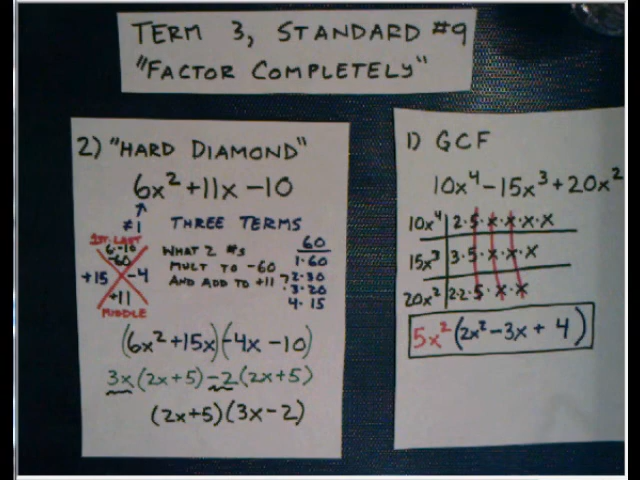 TERM 3, STANDARD #9
"FACTOR COMPLETELY"
2) "HARD DIAMOND"
6x² + 11x - 10
#1
THREE TERMS
1ST·LAST
6·-10
-60
+15
-4
+11
MIDDLE
WHAT 2 #s
MULT TO -60
AND ADD TO +11?
60
1·60
2·30
3·20
4·15
(6x² + 15x)(-4x - 10)
3x(2x+5) - 2(2x+5)
(2x+5)(3x-2)
1) GCF
10x⁴ - 15x³ + 20x²
10x⁴ 2·5·x·x·x·x
15x³ 3·5·x·x·x
20x² 2·2·5·x·x
5x²(2x² - 3x + 4)